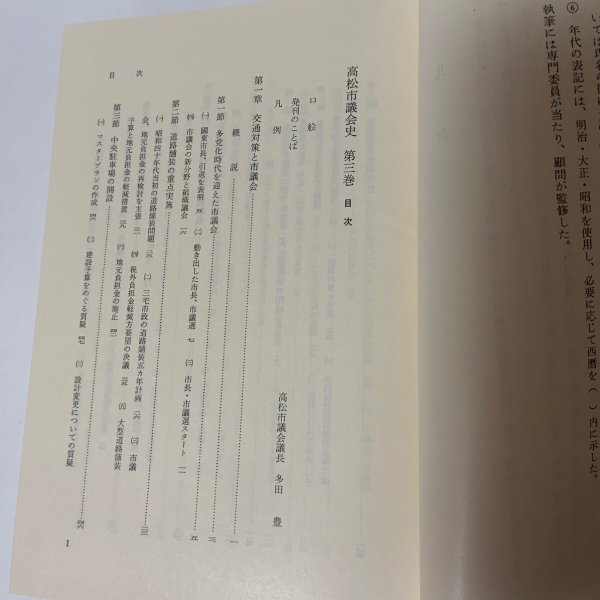 いては
⑥ 年代の表記には、明治・大正・昭和を使用し、必要に応じて西暦を（ ）内に示した。
執筆には専門委員が当たり、顧問が監修した。
高松市議会史 第三巻 目次
口絵
発刊のことば 高松市議会議長 多田 豊
凡例
第一章 交通対策と市議会
概説 一
第一節 多党化時代を迎えた市議会 三
㈠ 國東市長、引退を表明 五 ㈡ 動き出した市長、市議選 七 ㈢ 市長・市議選スタート 一一
㈣ 市議会の新分野と組織議会 一六
第二節 道路舗装の重点実施
㈠ 昭和四十年代当初の道路舗装問題 ㈡ 三宅市政の道路舗装五カ年計画 ㈢ 市議
会、地元負担金の再検討を主張 ㈣ 税外負担金軽減方要望の決議 ㈤ 大型道路舗装
予算と地元負担金の軽減措置 ㈥ 地元負担金の廃止
第三節 中央駐車場の開設
㈠ マスタープランの作成 ㈡ 建設予算をめぐる質疑 ㈢ 設計変更についての質疑
目次
1